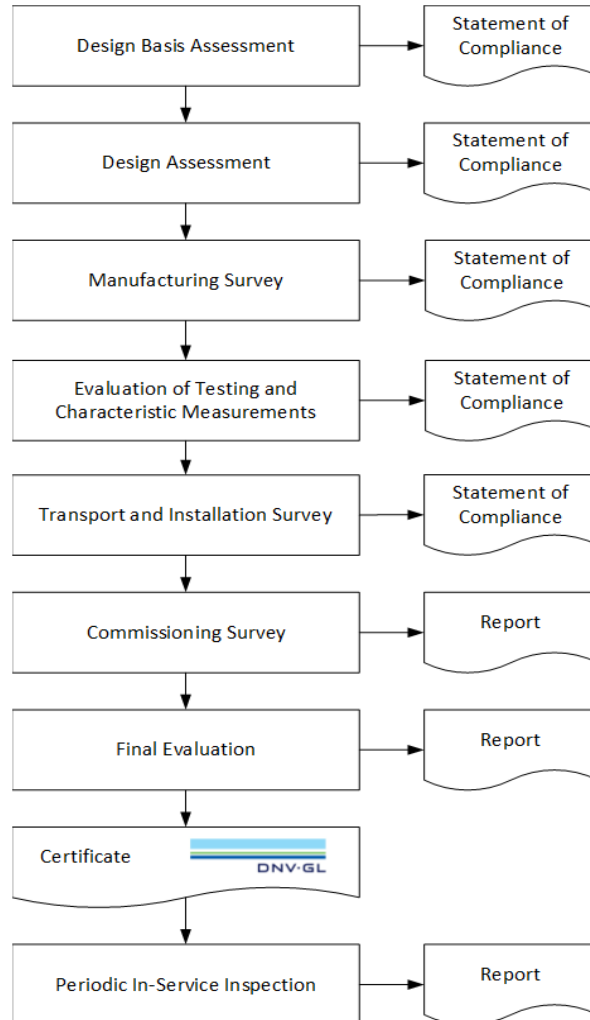 Design Basis Assessment
Statement of
Compliance
Design Assessment
Statement of
Compliance
Manufacturing Survey
Statement of
Compliance
Evaluation of Testing and
Characteristic Measurements
Statement of
Compliance
Transport and Installation Survey
Statement of
Compliance
Commissioning Survey
Report
Final Evaluation
Report
Certificate
DNV·GL
Periodic In-Service Inspection
Report